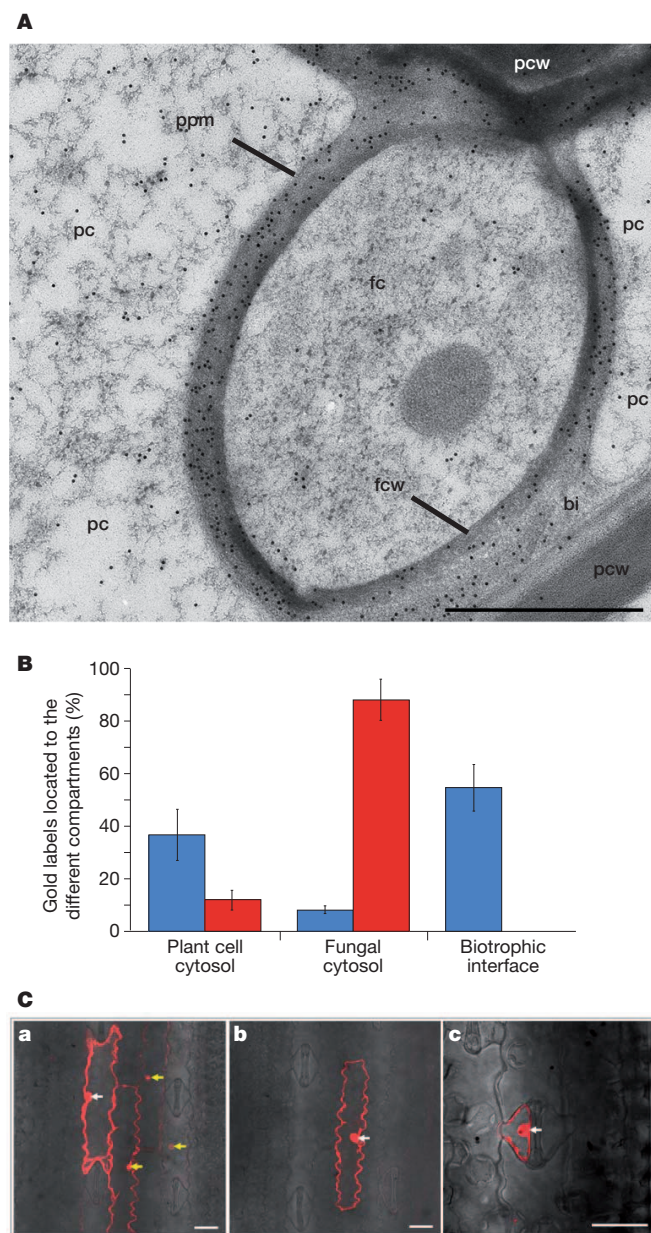 A
pcw
ppm
pc
pc
fc
pc
fcw
bi
pc
pcw
B
Gold labels located to the
different compartments (%)
100
80
60
40
20
0
Plant cell
cytosol
Fungal
cytosol
Biotrophic
interface
C
a
b
c